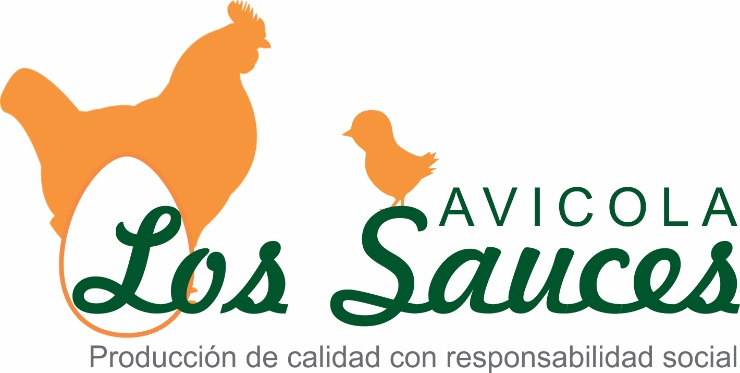 AVICOLA
Los Sauces
Producción de calidad con responsabilidad social